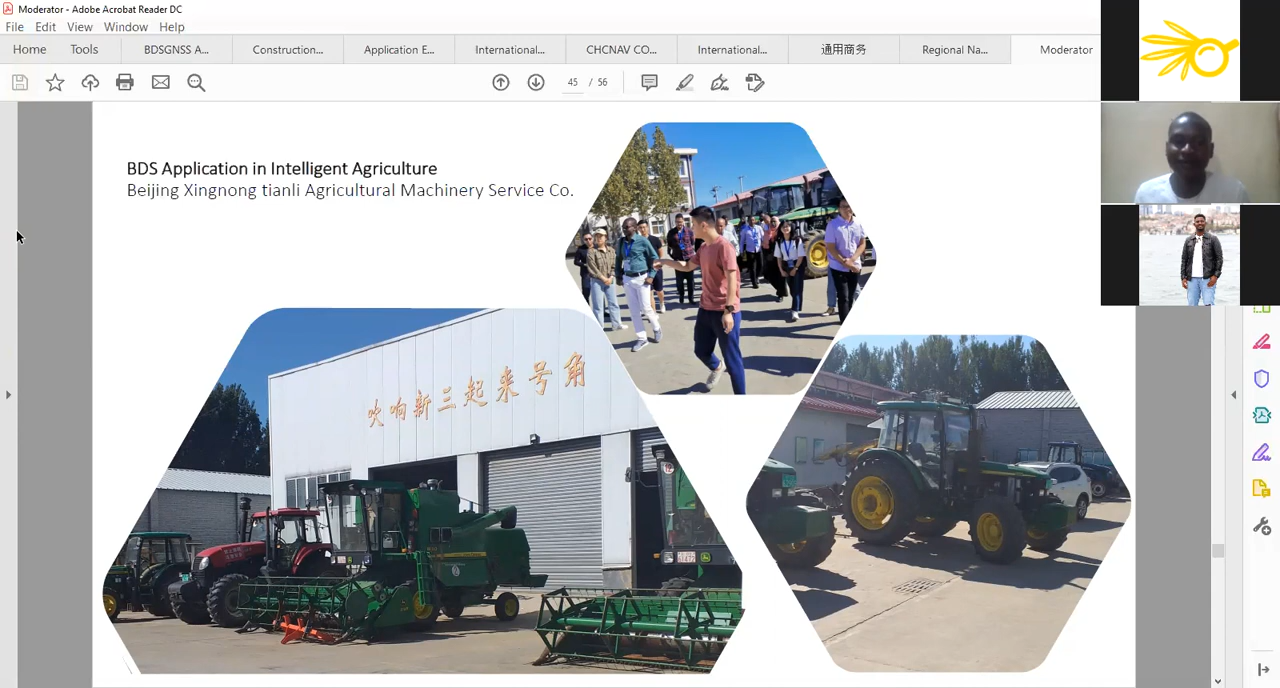 Moderator - Adobe Acrobat Reader DC
File Edit View Window Help
Home Tools BDSGNSS A... Construction... Application E... International... CHCNAV CO... International... 通用商务 Regional Na... Moderator
45 / 56
BDS Application in Intelligent Agriculture
Beijing Xingnong tianli Agricultural Machinery Service Co.
吹响新三起来号角